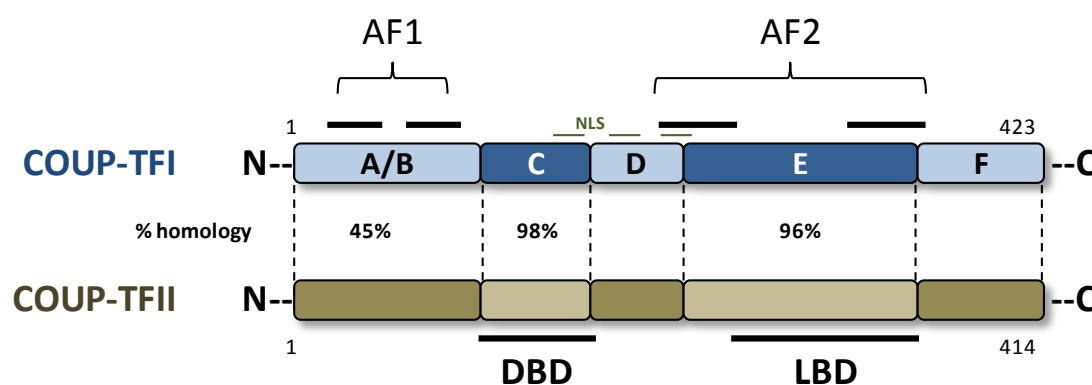 AF1 AF2
1 NLS 423
COUP-TFI N-- A/B C D E F --C
% homology 45% 98% 96%
COUP-TFII N-- --C
1 DBD LBD 414